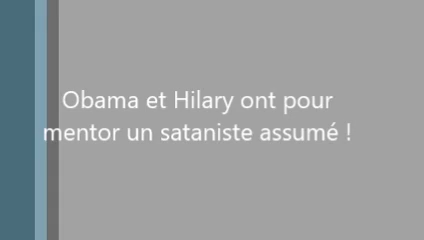 Obama et Hilary ont pour
mentor un sataniste assumé !